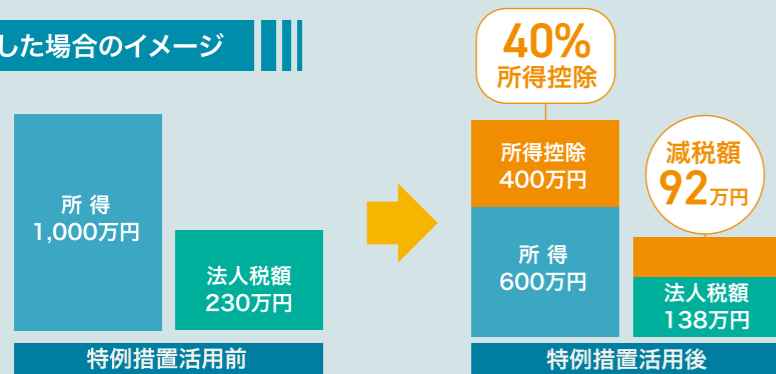 した場合のイメージ
40%
所得控除
所得控除
400万円
減税額
92万円
所 得
1,000万円
法人税額
230万円
所 得
600万円
法人税額
138万円
特例措置活用前
特例措置活用後